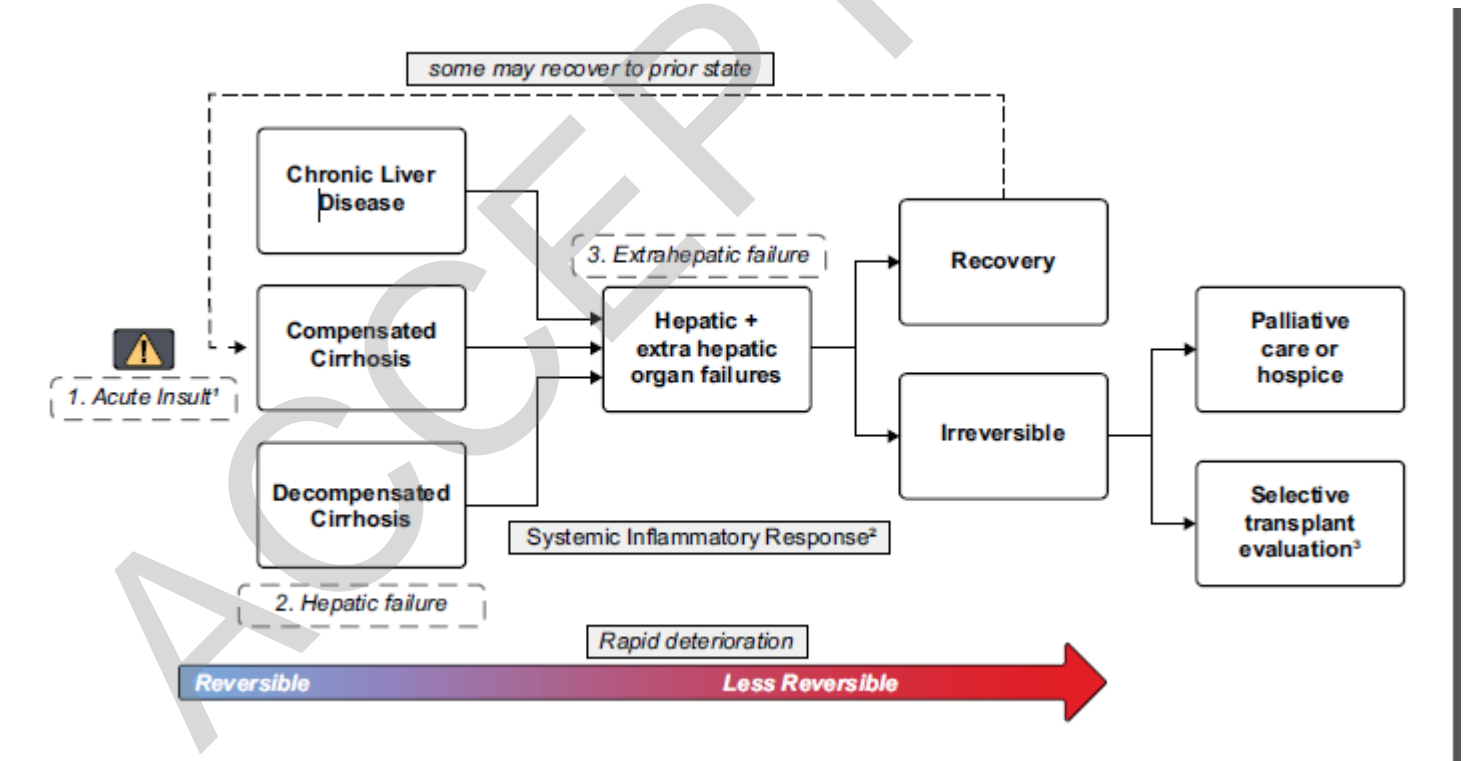 some may recover to prior state
Chronic Liver
Disease
3. Extrahepatic failure
Recovery
Hepatic +
extra hepatic
organ failures
Compensated
Cirrhosis
1. Acute Insult¹
Palliative
care or
hospice
Irreversible
Decompensated
Cirrhosis
Selective
transplant
evaluation³
Systemic Inflammatory Response²
2. Hepatic failure
Rapid deterioration
Reversible
Less Reversible